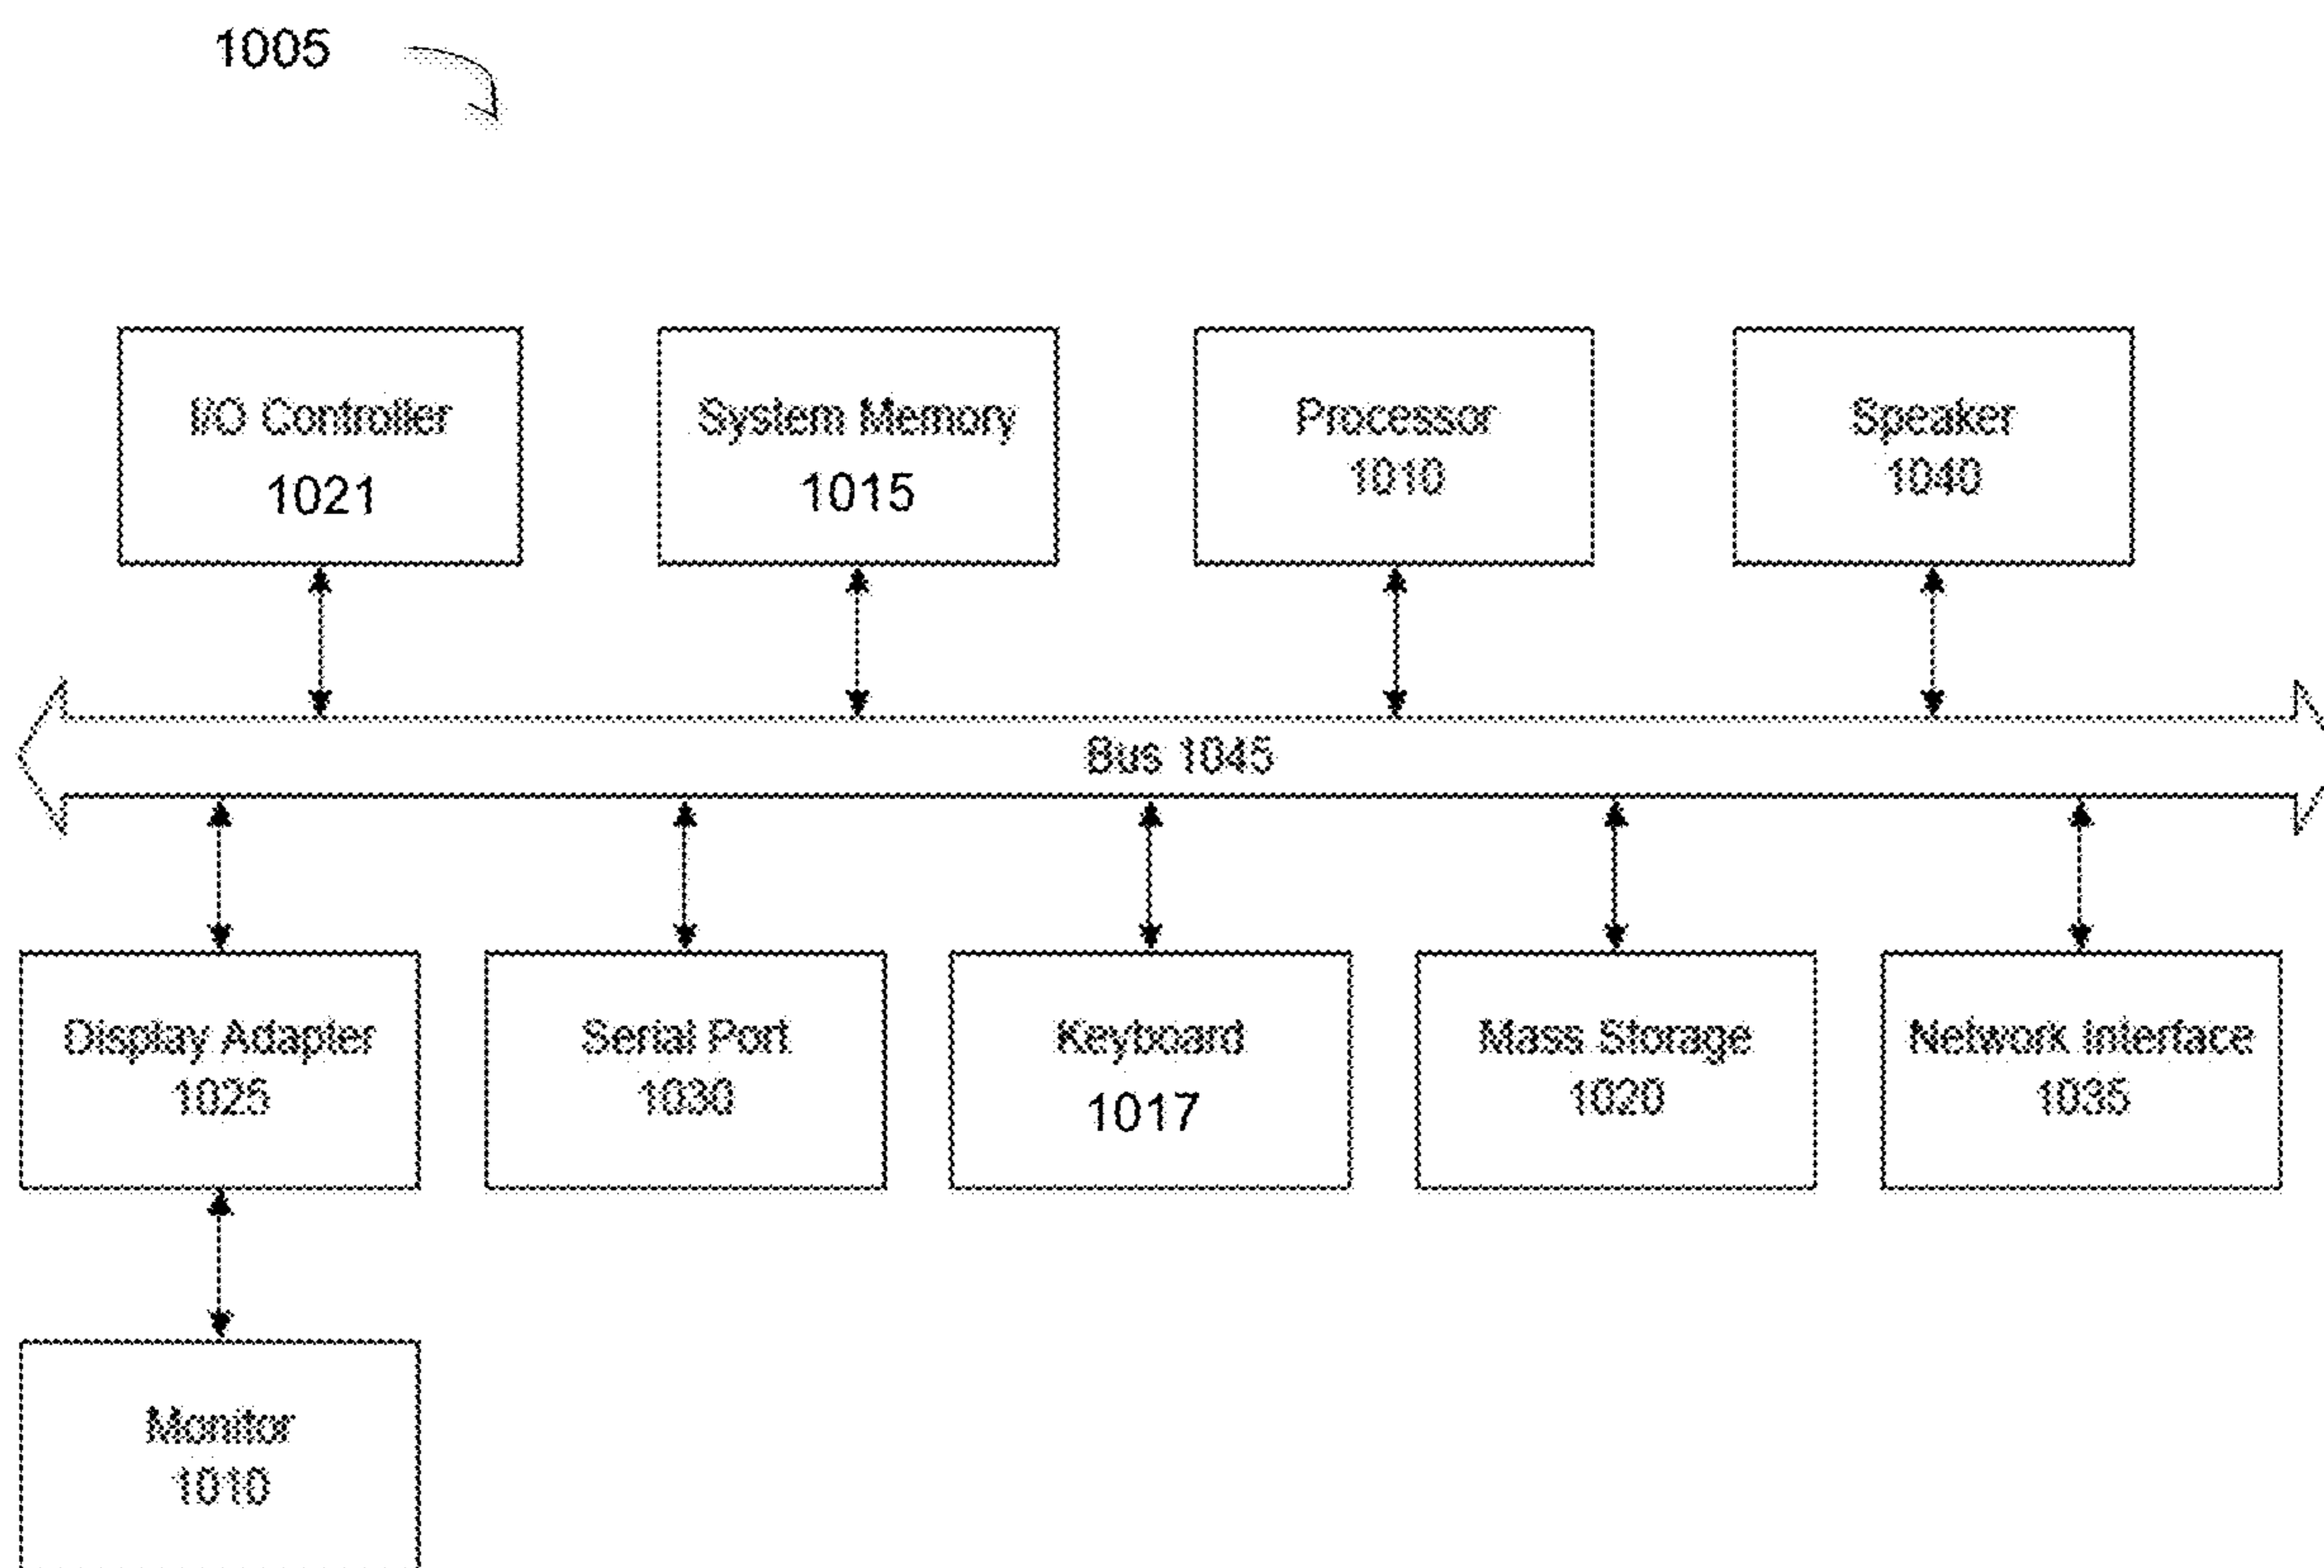 1005
I/O Controller
1021
System Memory
1015
Processor
1010
Speaker
1040
Bus 1045
Display Adapter
1025
Serial Port
1030
Keyboard
1017
Mass Storage
1020
Network Interface
1035
Monitor
1010